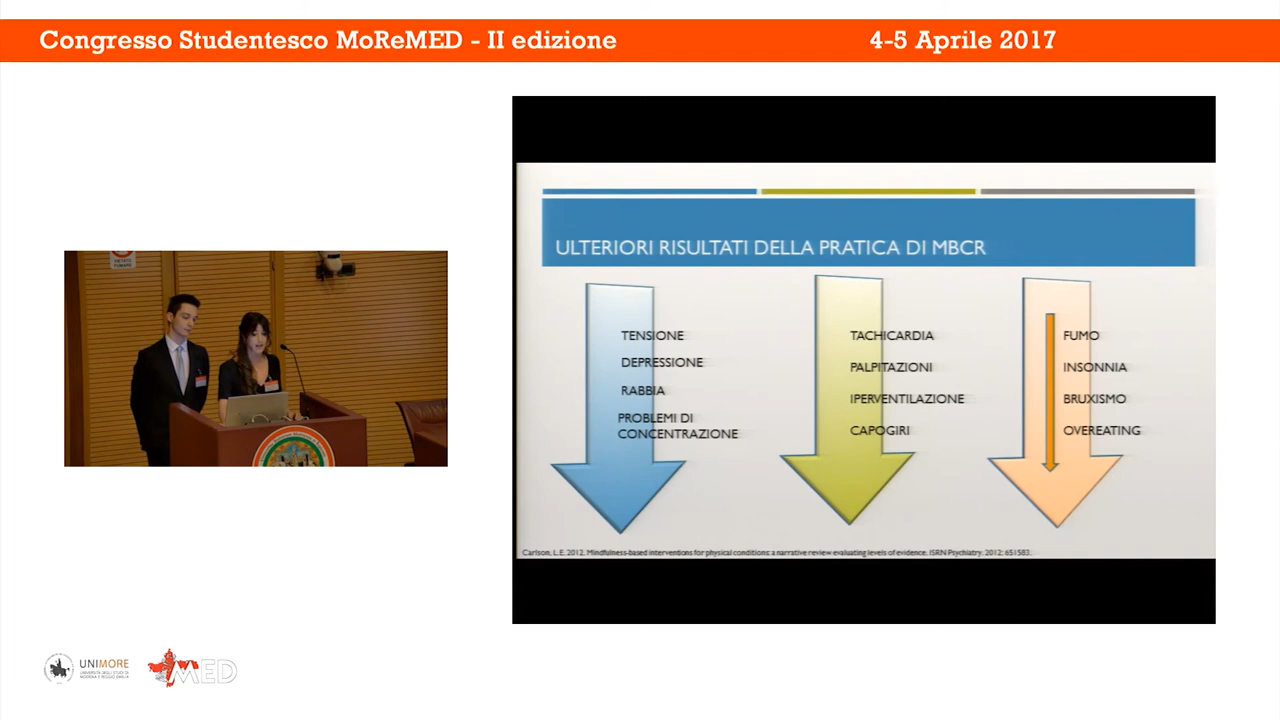 Congresso Studentesco MoReMED - II edizione
4-5 Aprile 2017
VIETATO
FUMARE
ULTERIORI RISULTATI DELLA PRATICA DI MBCR
TENSIONE
DEPRESSIONE
RABBIA
PROBLEMI DI
CONCENTRAZIONE
TACHICARDIA
PALPITAZIONI
IPERVENTILAZIONE
CAPOGIRI
FUMO
INSONNIA
BRUXISMO
OVEREATING
Carlson, L.E. 2012. Mindfulness-based interventions for physical conditions: a narrative review evaluating levels of evidence. ISRN Psychiatry. 2012; 651583.
UNIMORE
UNIVERSITÀ DEGLI STUDI DI
MODENA E REGGIO EMILIA
MED